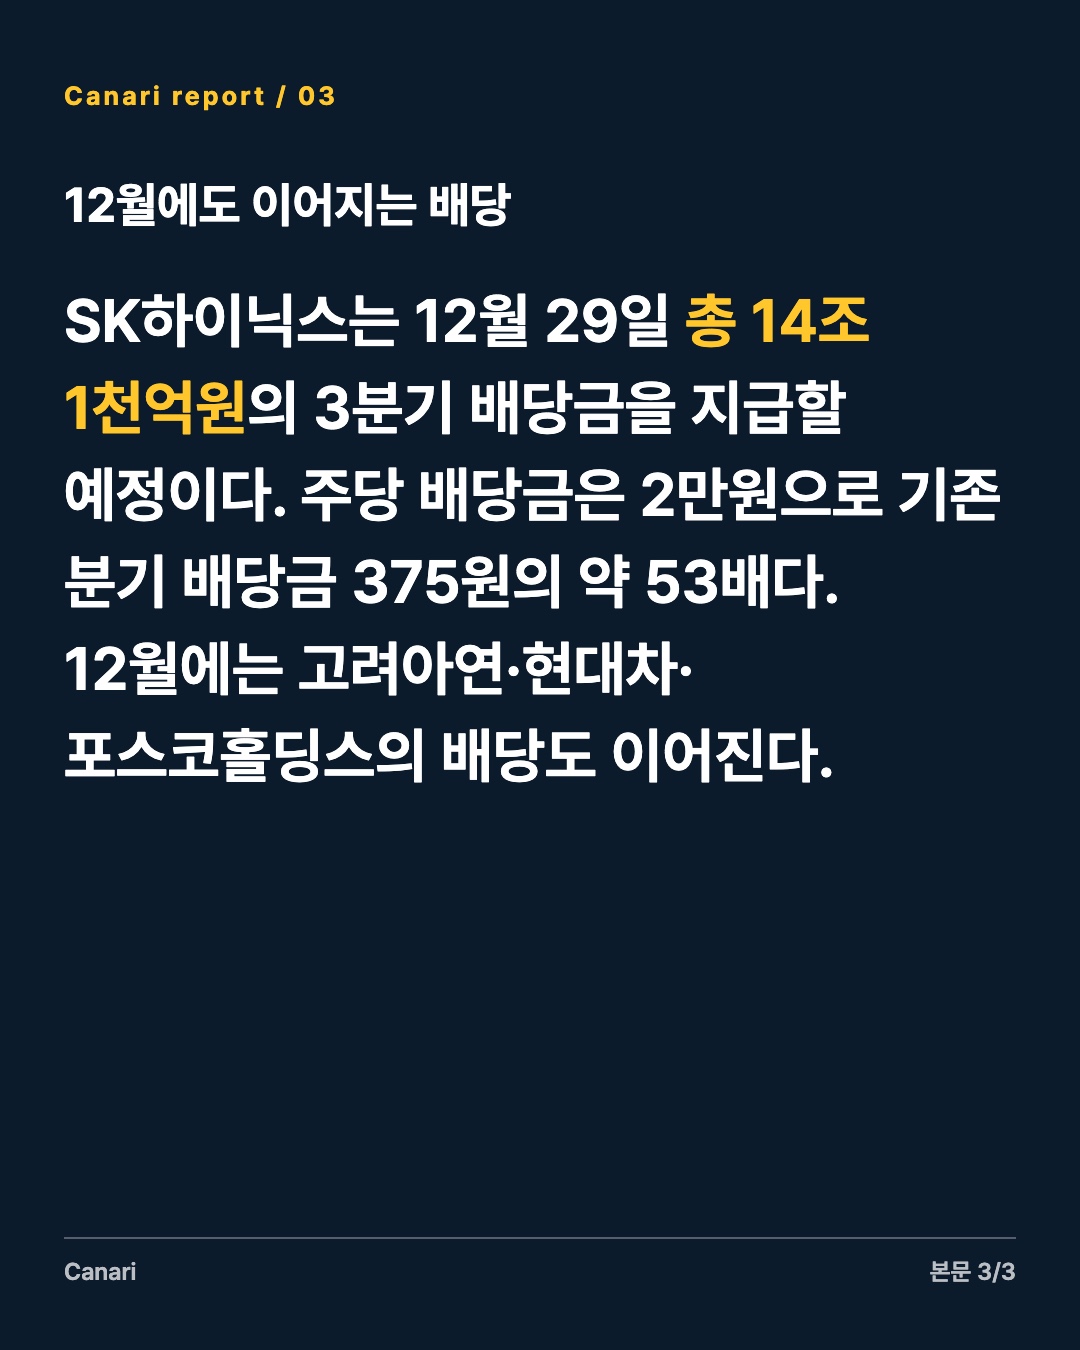 Canari report / 03
12월에도 이어지는 배당
SK하이닉스는 12월 29일 총 14조
1천억원의 3분기 배당금을 지급할
예정이다. 주당 배당금은 2만원으로 기존
분기 배당금 375원의 약 53배다.
12월에는 고려아연·현대차·
포스코홀딩스의 배당도 이어진다.
Canari
본문 3/3